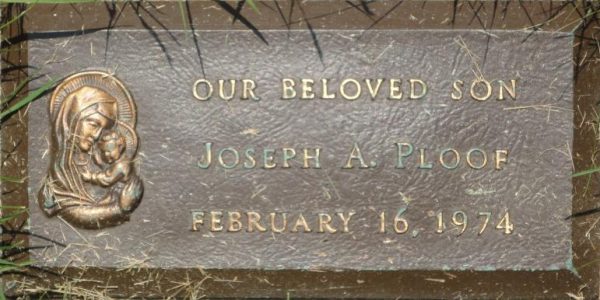 OUR BELOVED SON
JOSEPH A. PLOOF
FEBRUARY 16, 1974